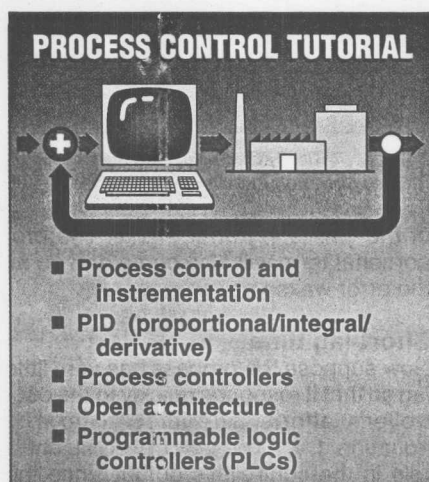 PROCESS CONTROL TUTORIAL
■ Process control and
instrementation
■ PID (proportional/integral/
derivative)
■ Process controllers
■ Open architecture
■ Programmable logic
controllers (PLCs)